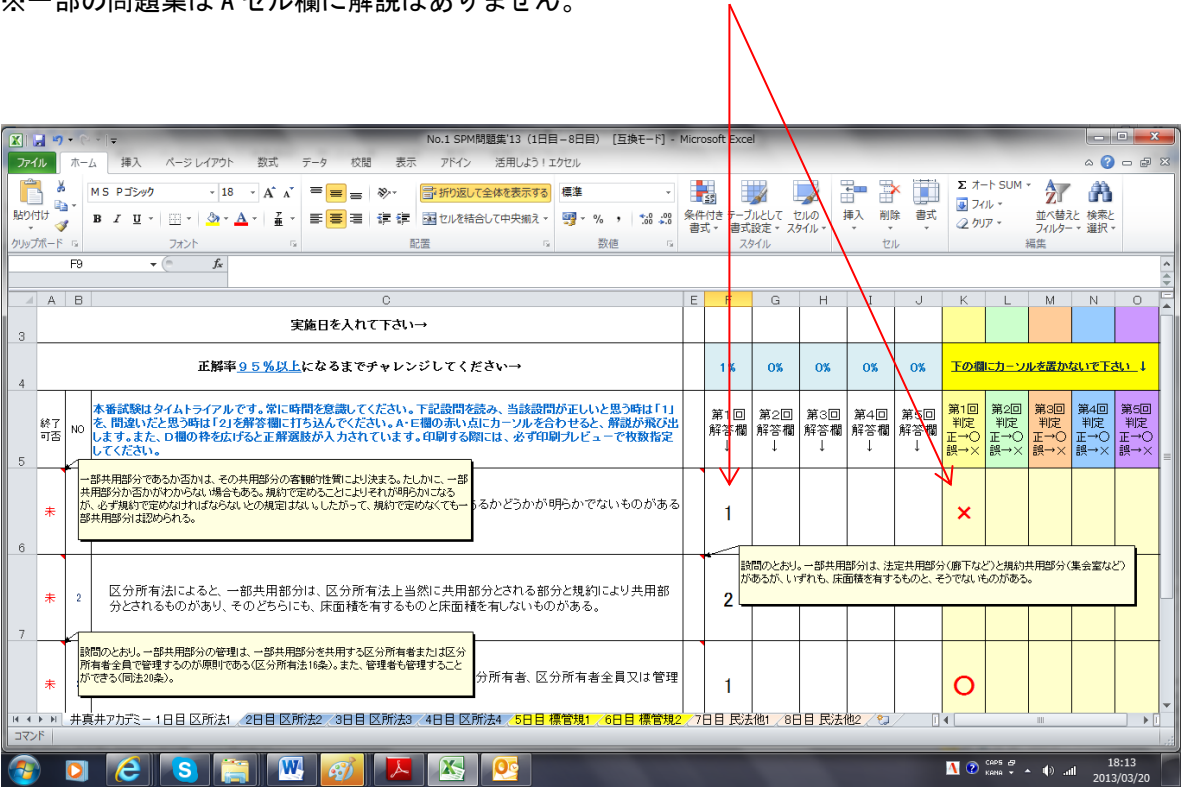 ※一部の問題集はAセル欄に解説はありません。
No.1 SPM問題集'13（1日目－8日目） [互換モード] - Microsoft Excel
ファイル ホーム 挿入 ページ レイアウト 数式 データ 校閲 表示 アドイン 活用しよう！エクセル
ＭＳ Ｐゴシック 18 折り返して全体を表示する 標準 Σ オート SUM
フィル
貼り付け B I U A セルを結合して中央揃え % 条件付き書式 テーブルとして書式設定 セルのスタイル 挿入 削除 書式 クリア 並べ替えとフィルター 検索と選択
クリップボード フォント 配置 数値 スタイル セル 編集
F9 fx
A B C E F G H I J K L M N O
3 実施日を入れて下さい→
4 正解率９５％以上になるまでチャレンジしてください→ 1% 0% 0% 0% 0% 下の欄にカーソルを置かないで下さい ↓
5 終了可否 NO
本番試験はタイムトライアルです。常に時間を意識してください。下記設問を読み、当該設問が正しいと思う時は「1」
を、間違いだと思う時は「2」を解答欄に打ち込んでください。A・E欄の赤い点にカーソルを合わせると、解説が飛び出
します。また、D欄の枠を広げると正解選肢が入力されています。印刷する際には、必ず印刷プレビューで枚数指定
してください。
第1回 第2回 第3回 第4回 第5回 第1回 第2回 第3回 第4回 第5回
解答欄 解答欄 解答欄 解答欄 解答欄 判定 判定 判定 判定 判定
↓ ↓ ↓ ↓ ↓ 正→○ 正→○ 正→○ 正→○ 正→○
誤→× 誤→× 誤→× 誤→× 誤→×
一部共用部分であるか否かは、その共用部分の客観的性質により決まる。たしかに、一部
共用部分か否かがわからない場合もある。規約で定めることによりそれが明らかになる
が、必ず規約で定めなければならないとの規定はない。したがって、規約で定めなくても一
部共用部分は認められる。
6 未 るかどうかが明らかでないものがある 1 ×
設問のとおり。一部共用部分は、法定共用部分（廊下など）と規約共用部分（集会室など）
があるが、いずれも、床面積を有するものと、そうでないものがある。
7 未 2 区分所有法によると、一部共用部分は、区分所有法上当然に共用部分とされる部分と規約により共用部
分とされるものがあり、そのどちらにも、床面積を有するものと床面積を有しないものがある。 2
設問のとおり。一部共用部分の管理は、一部共用部分を共用する区分所有者または区分
所有者全員で管理するのが原則である（区分所有法16条）。また、管理者も管理すること
ができる（同法20条）。
未 分所有者、区分所有者全員又は管理 1 ○
井真井アカデミー 1日目 区所法1 2日目 区所法2 3日目 区所法3 4日目 区所法4 5日目 標管規1 6日目 標管規2 7日目 民法他1 8日目 民法他2
コマンド
CAPS KANA 18:13
2013/03/20